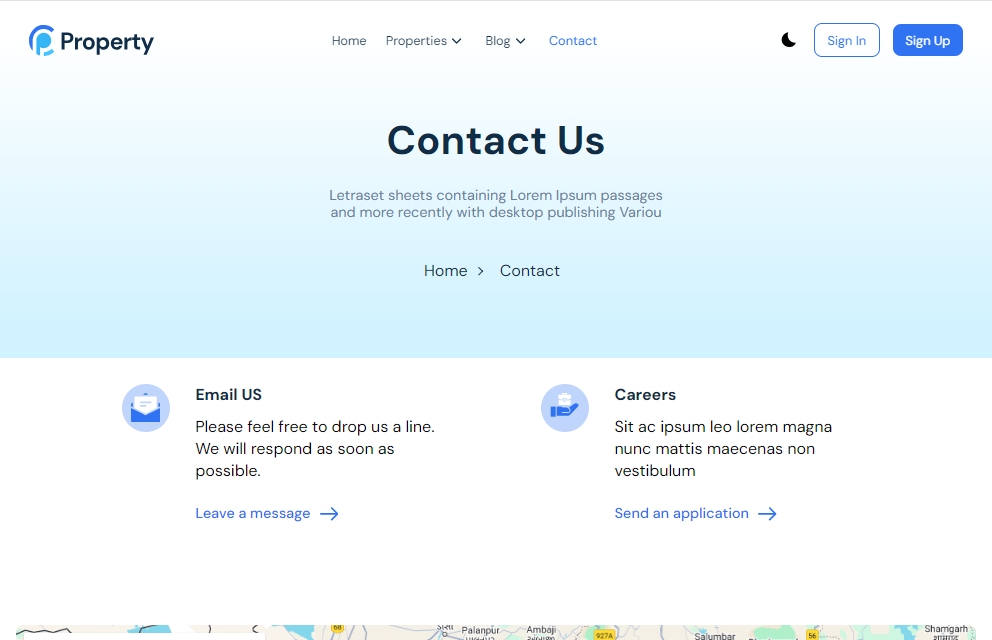 Property
Home Properties Blog Contact
Sign In Sign Up
Contact Us
Letraset sheets containing Lorem Ipsum passages
and more recently with desktop publishing Variou
Home > Contact
Email US
Please feel free to drop us a line.
We will respond as soon as
possible.
Leave a message
Careers
Sit ac ipsum leo lorem magna
nunc mattis maecenas non
vestibulum
Send an application
68
Palanpur
Ambaji
927A
Salumbar
56
Shamgarh